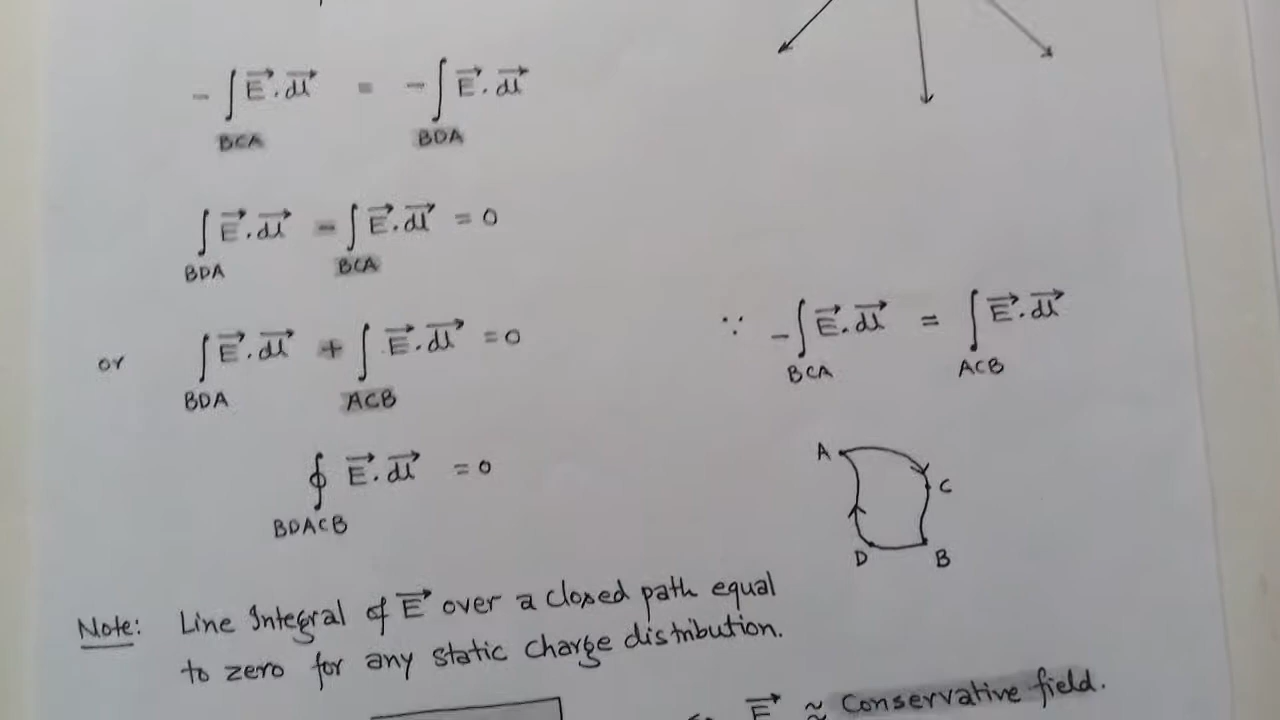 - ∫ E⃗ . dl⃗ = - ∫ E⃗ . dl⃗
BCA BDA
∫ E⃗ . dl⃗ - ∫ E⃗ . dl⃗ = 0
BDA BCA
or ∫ E⃗ . dl⃗ + ∫ E⃗ . dl⃗ = 0
BDA ACB
∵ - ∫ E⃗ . dl⃗ = ∫ E⃗ . dl⃗
BCA ACB
∮ E⃗ . dl⃗ = 0
BDACB
A
C
D B
Note: Line Integral of E⃗ over a closed path equal
to zero for any static charge distribution.
E⃗ ≈ Conservative field.